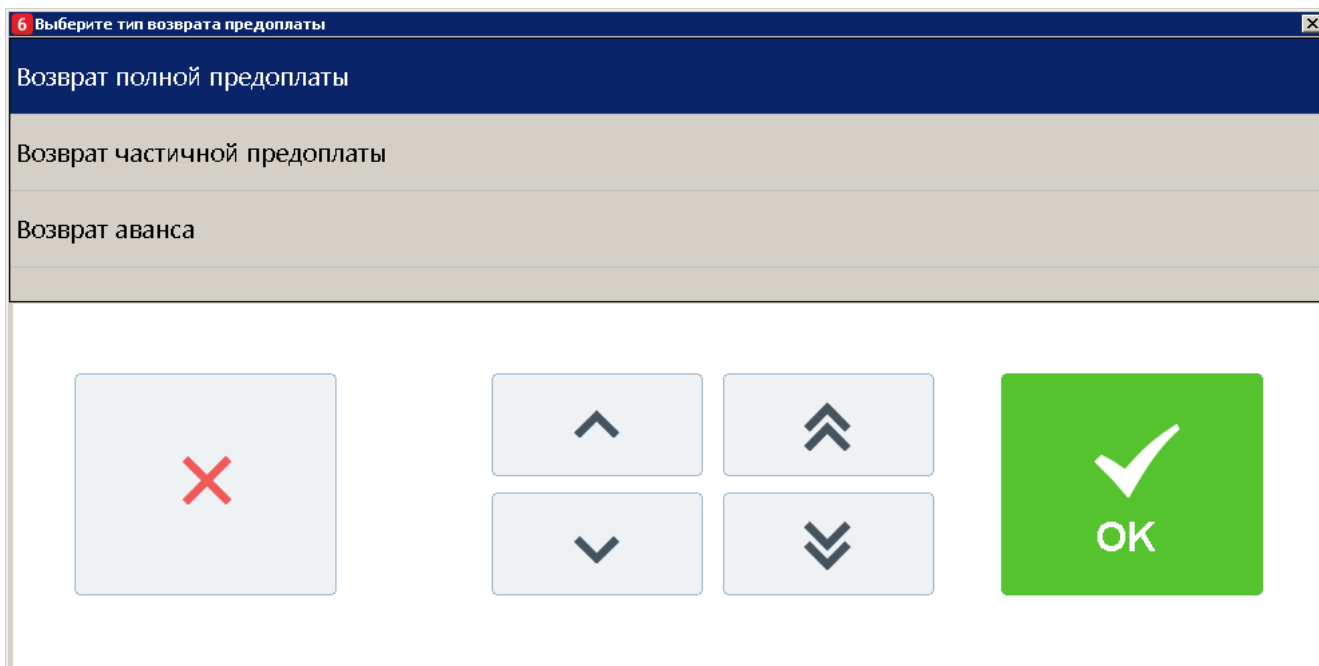 6 Выберите тип возврата предоплаты
Возврат полной предоплаты
Возврат частичной предоплаты
Возврат аванса
OK